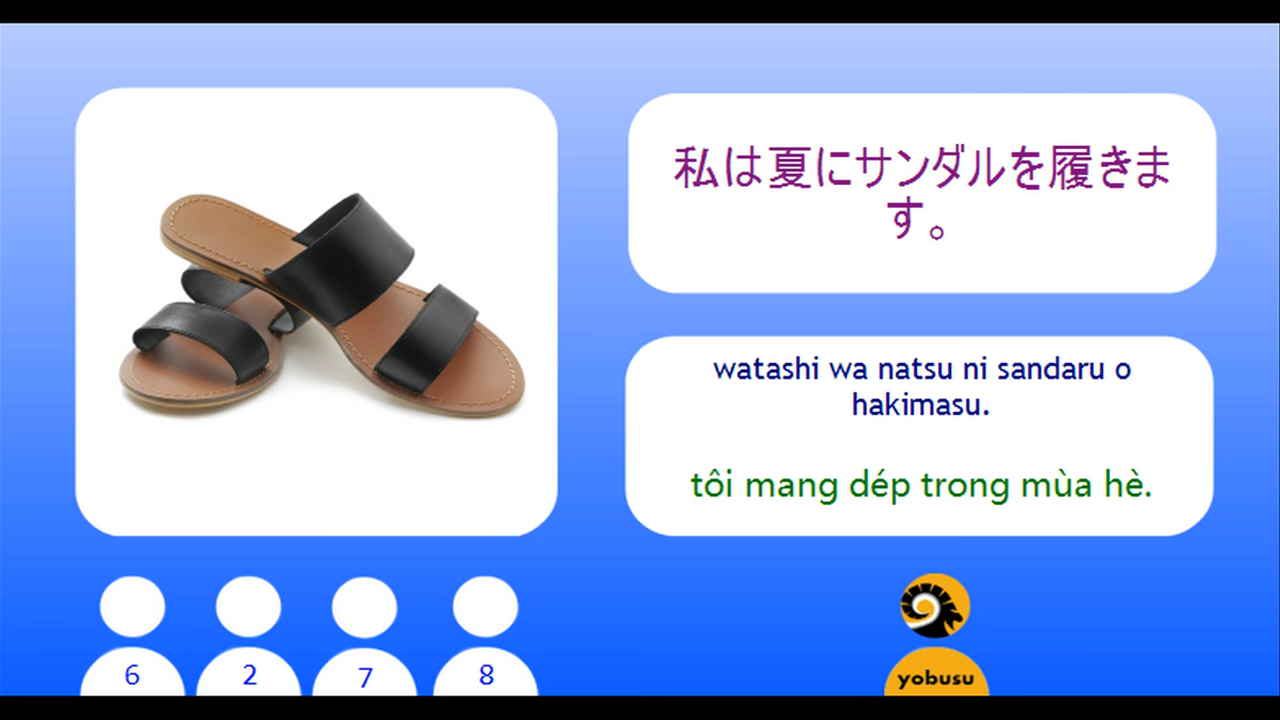 私は夏にサンダルを履きま
す。
watashi wa natsu ni sandaru o
hakimasu.
tôi mang dép trong mùa hè.
6 2 7 8
yobusu